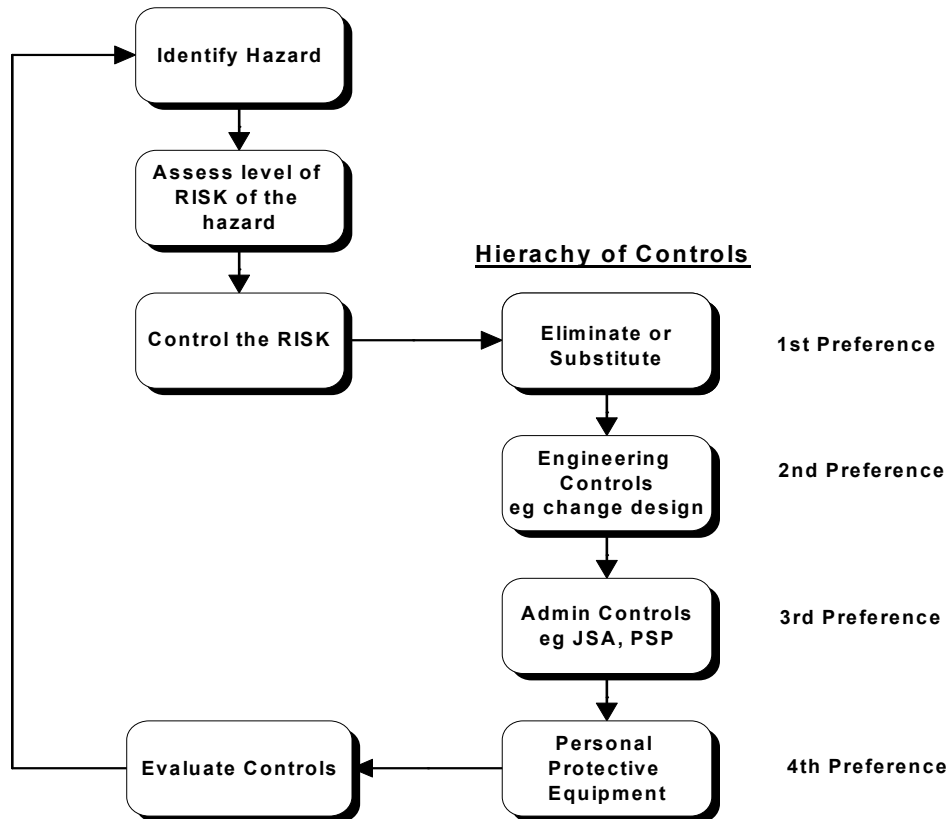 Identify Hazard
Assess level of
RISK of the
hazard
Control the RISK
Hierachy of Controls
Eliminate or
Substitute
1st Preference
Engineering
Controls
eg change design
2nd Preference
Admin Controls
eg JSA, PSP
3rd Preference
Personal
Protective
Equipment
4th Preference
Evaluate Controls